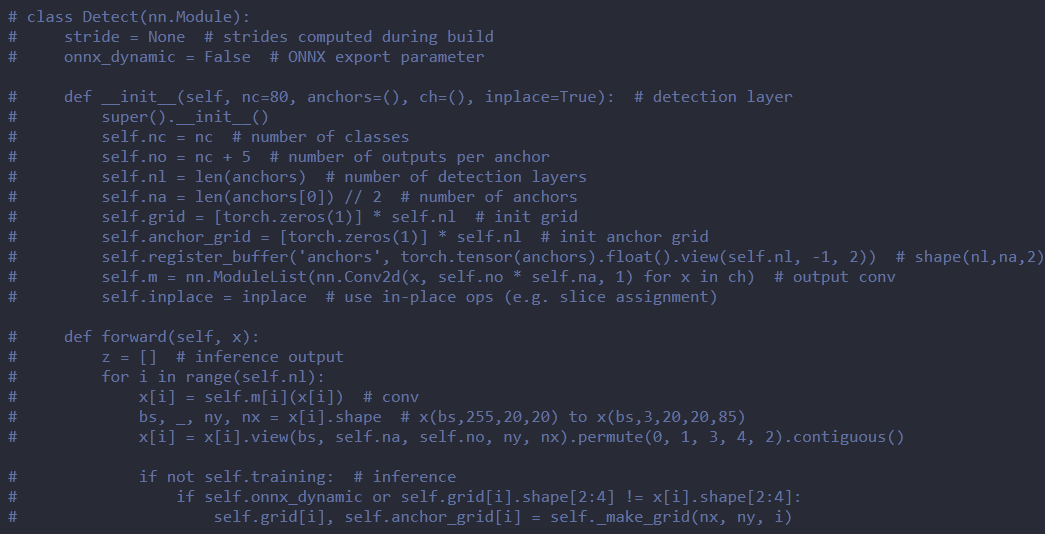 # class Detect(nn.Module):
#     stride = None  # strides computed during build
#     onnx_dynamic = False  # ONNX export parameter

#     def __init__(self, nc=80, anchors=(), ch=(), inplace=True):  # detection layer
#         super().__init__()
#         self.nc = nc  # number of classes
#         self.no = nc + 5  # number of outputs per anchor
#         self.nl = len(anchors)  # number of detection layers
#         self.na = len(anchors[0]) // 2  # number of anchors
#         self.grid = [torch.zeros(1)] * self.nl  # init grid
#         self.anchor_grid = [torch.zeros(1)] * self.nl  # init anchor grid
#         self.register_buffer('anchors', torch.tensor(anchors).float().view(self.nl, -1, 2))  # shape(nl,na,2)
#         self.m = nn.ModuleList(nn.Conv2d(x, self.no * self.na, 1) for x in ch)  # output conv
#         self.inplace = inplace  # use in-place ops (e.g. slice assignment)

#     def forward(self, x):
#         z = []  # inference output
#         for i in range(self.nl):
#             x[i] = self.m[i](x[i])  # conv
#             bs, _, ny, nx = x[i].shape  # x(bs,255,20,20) to x(bs,3,20,20,85)
#             x[i] = x[i].view(bs, self.na, self.no, ny, nx).permute(0, 1, 3, 4, 2).contiguous()

#             if not self.training:  # inference
#                 if self.onnx_dynamic or self.grid[i].shape[2:4] != x[i].shape[2:4]:
#                     self.grid[i], self.anchor_grid[i] = self._make_grid(nx, ny, i)